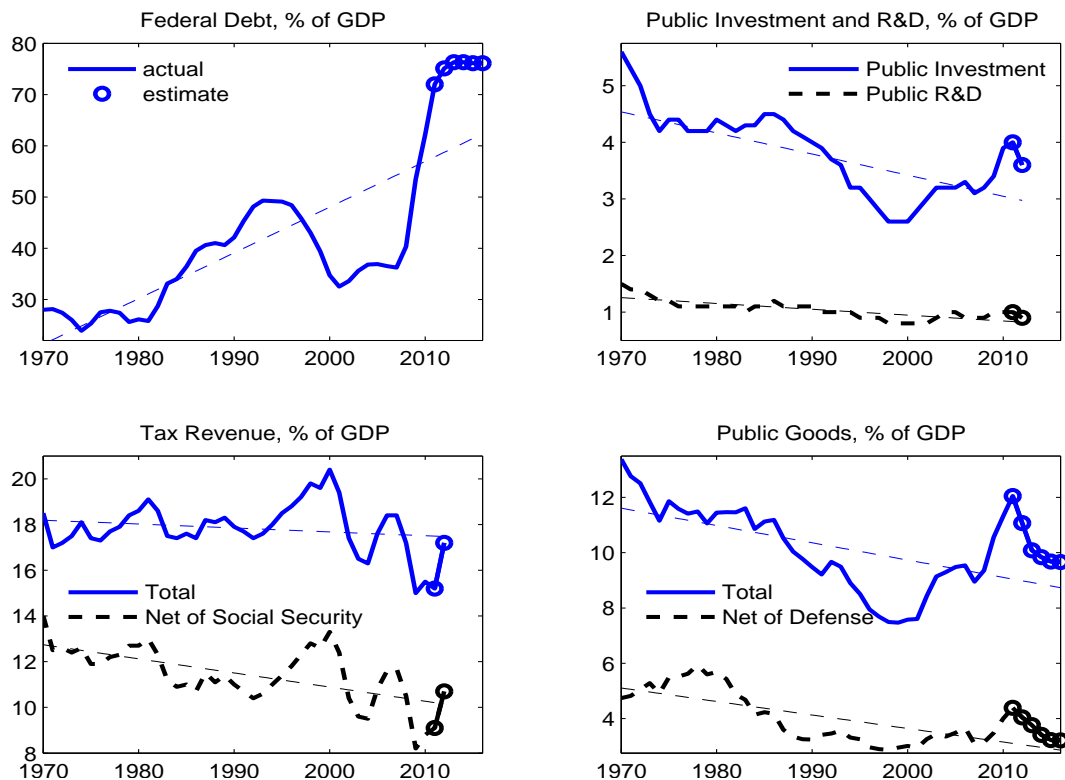 Federal Debt, % of GDP
80
70
60
50
40
30
actual
estimate
1970 1980 1990 2000 2010
Public Investment and R&D, % of GDP
5
4
3
2
1
Public Investment
Public R&D
1970 1980 1990 2000 2010
Tax Revenue, % of GDP
20
18
16
14
12
10
8
Total
Net of Social Security
1970 1980 1990 2000 2010
Public Goods, % of GDP
12
10
8
6
4
Total
Net of Defense
1970 1980 1990 2000 2010